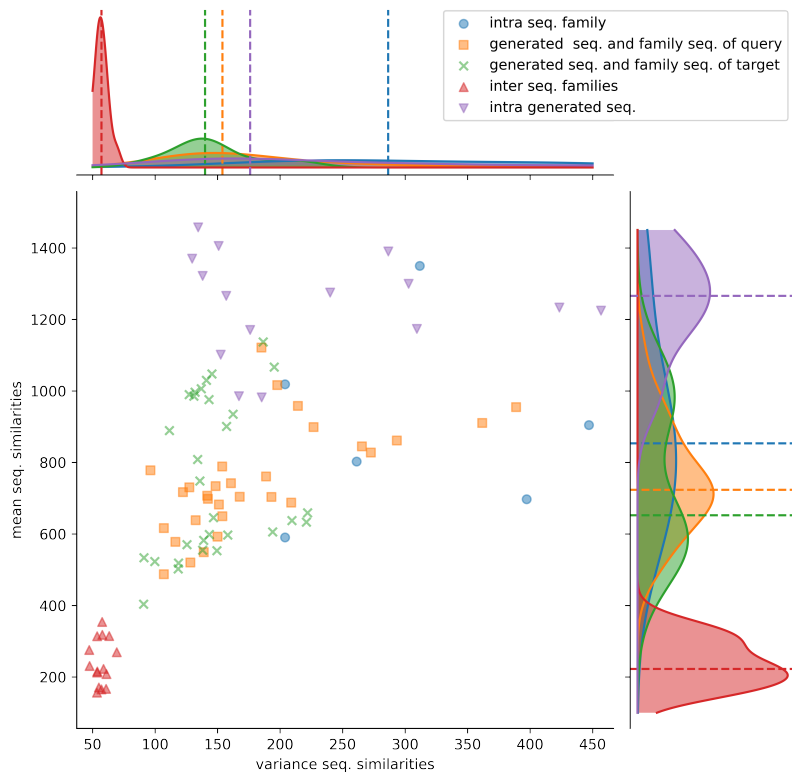 intra seq. family
generated  seq. and family seq. of query
generated seq. and family seq. of target
inter seq. families
intra generated seq.
1400
1200
1000
800
600
400
200
mean seq. similarities
50 100 150 200 250 300 350 400 450
variance seq. similarities